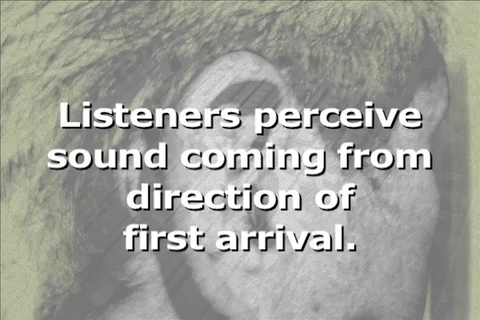 Listeners perceive
sound coming from
direction of
first arrival.